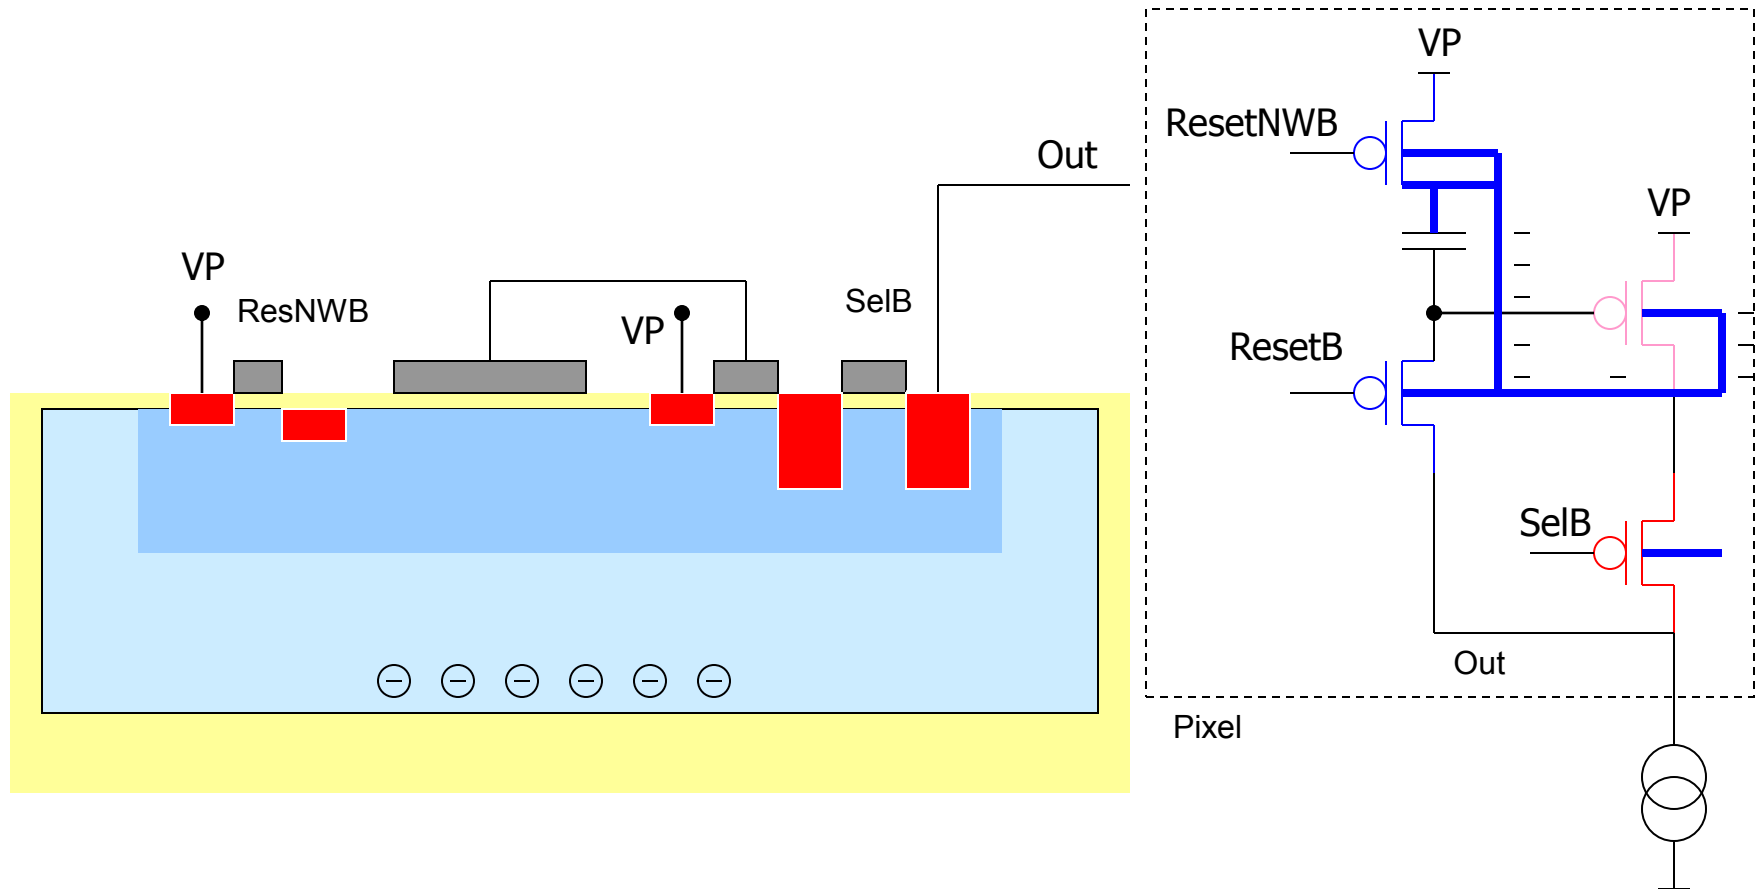 VP
ResNWB
VP
SelB
Out
VP
ResetNWB
VP
ResetB
SelB
Out
Pixel